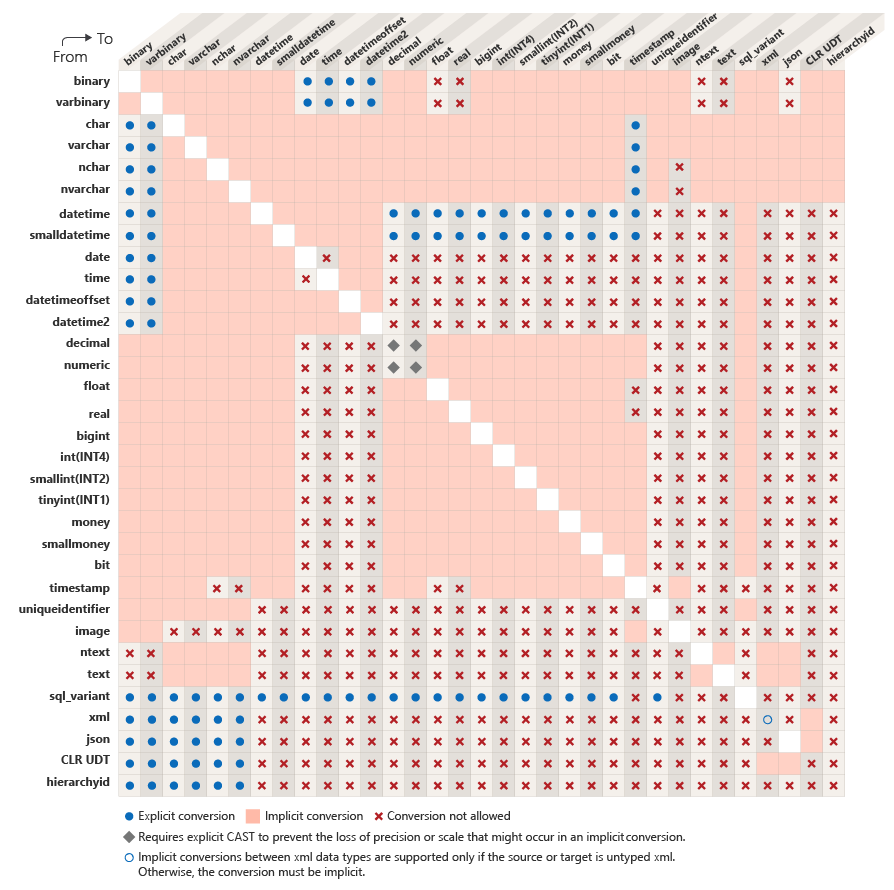 To
From
binary
varbinary
char
varchar
nchar
nvarchar
datetime
smalldatetime
date
time
datetimeoffset
datetime2
decimal
numeric
float
real
bigint
int(INT4)
smallint(INT2)
tinyint(INT1)
money
smallmoney
bit
timestamp
uniqueidentifier
image
ntext
text
sql_variant
xml
json
CLR UDT
hierarchyid
binary
varbinary
char
varchar
nchar
nvarchar
datetime
smalldatetime
date
time
datetimeoffset
datetime2
decimal
numeric
float
real
bigint
int(INT4)
smallint(INT2)
tinyint(INT1)
money
smallmoney
bit
timestamp
uniqueidentifier
image
ntext
text
sql_variant
xml
json
CLR UDT
hierarchyid
Explicit conversion Implicit conversion Conversion not allowed
Requires explicit CAST to prevent the loss of precision or scale that might occur in an implicit conversion.
Implicit conversions between xml data types are supported only if the source or target is untyped xml.
Otherwise, the conversion must be implicit.